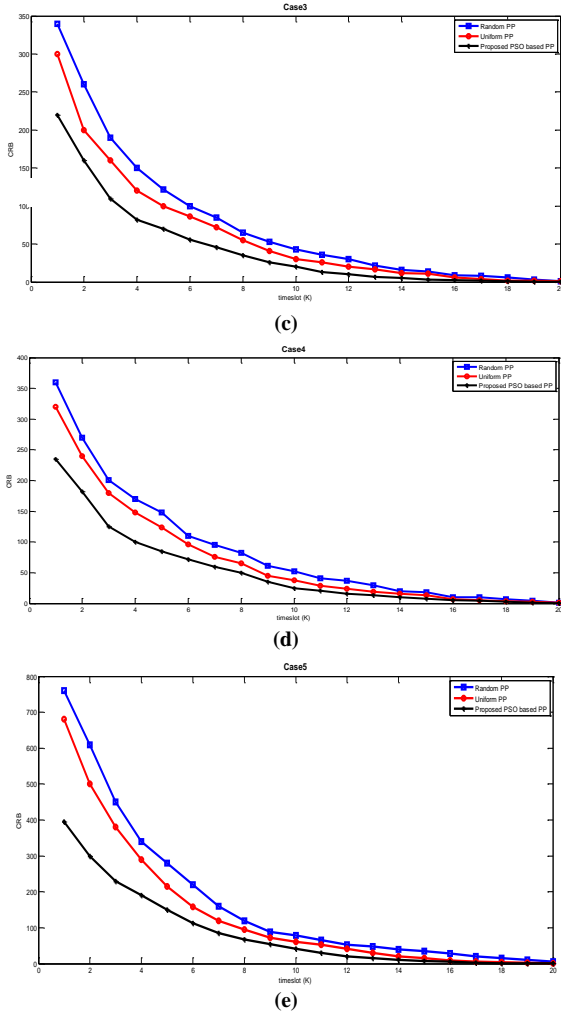 Case3
350
300
250
200
150
10
50
0
CRB
0 2 4 6 8 10 12 14 16 18 20
timeslot (K)
Random PP
Uniform PP
Proposed PSO based PP
(c)
Case4
400
350
300
250
200
150
100
50
0
CRB
0 2 4 6 8 10 12 14 16 18 20
timeslot (K)
Random PP
Uniform PP
Proposed PSO based PP
(d)
Case5
800
700
600
500
400
300
200
100
0
CRB
0 2 4 6 8 10 12 14 16 18 20
timeslot (K)
Random PP
Uniform PP
Proposed PSO based PP
(e)